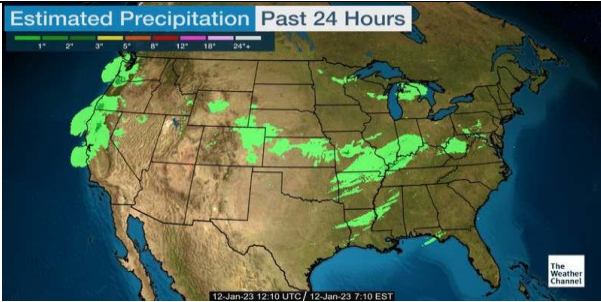 Estimated Precipitation Past 24 Hours
1" 2" 3" 5" 8" 12" 18" 24"+
The
Weather
Channel
12-Jan-23 12:10 UTC / 12-Jan-23 7:10 EST